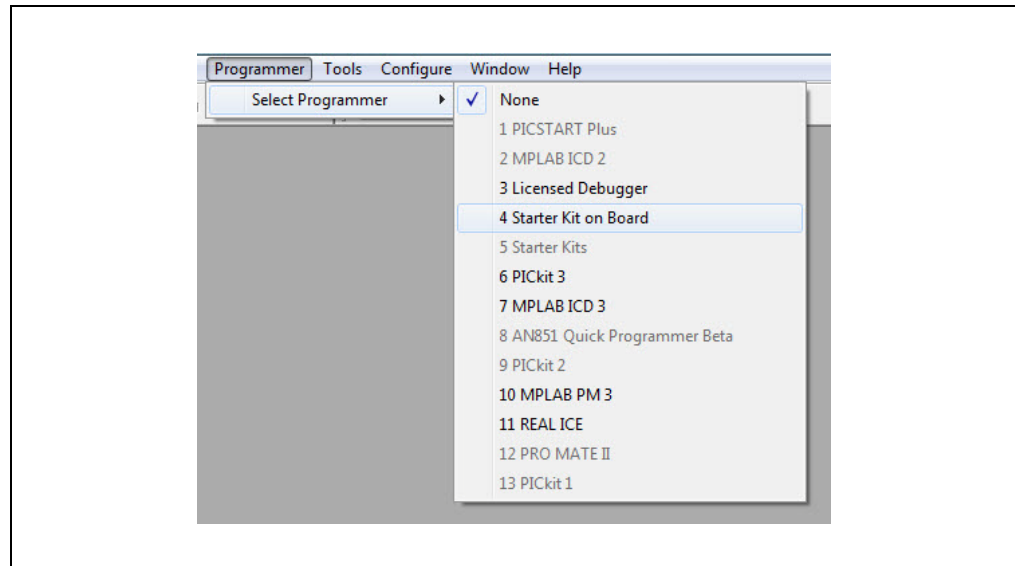 Programmer Tools Configure Window Help
Select Programmer
None
1 PICSTART Plus
2 MPLAB ICD 2
3 Licensed Debugger
4 Starter Kit on Board
5 Starter Kits
6 PICkit 3
7 MPLAB ICD 3
8 AN851 Quick Programmer Beta
9 PICkit 2
10 MPLAB PM 3
11 REAL ICE
12 PRO MATE II
13 PICkit 1